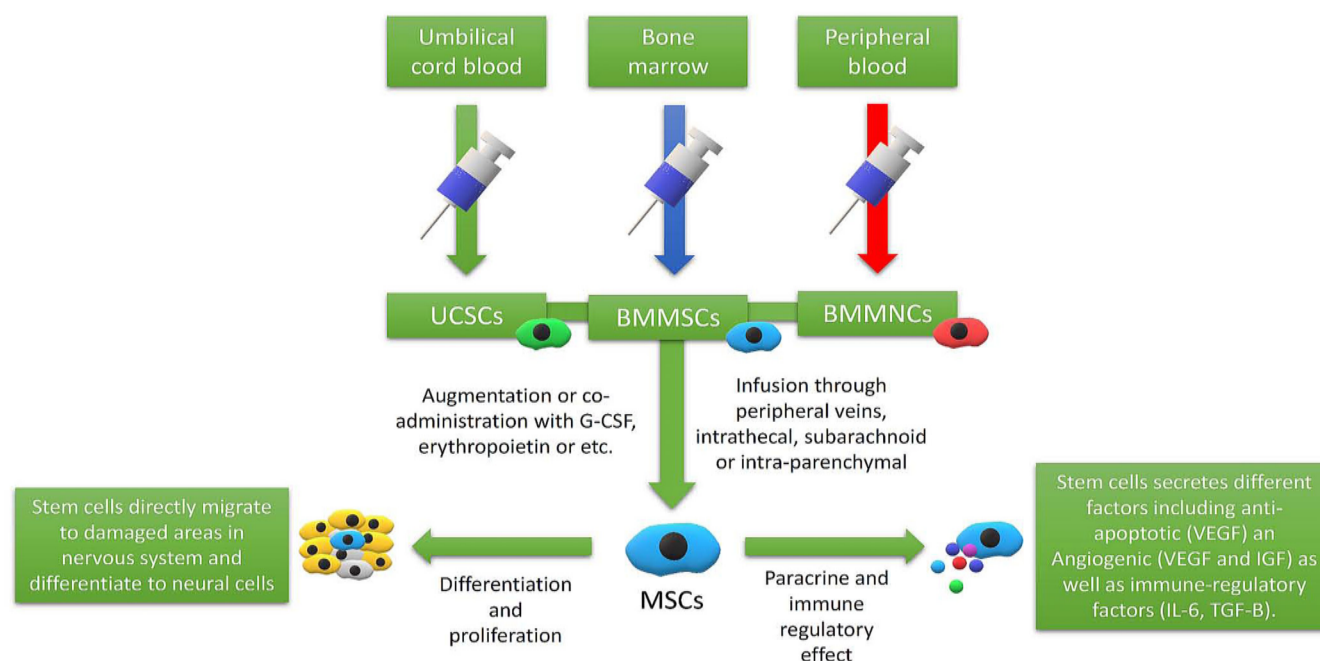 Umbilical
cord blood
Bone
marrow
Peripheral
blood
UCSCs
BMMSCs
BMMNCs
Augmentation or co-
administration with G-CSF,
erythropoietin or etc.
Infusion through
peripheral veins,
intrathecal, subarachnoid
or intra-parenchymal
Stem cells directly migrate
to damaged areas in
nervous system and
differentiate to neural cells
Differentiation
and
proliferation
MSCs
Paracrine and
immune
regulatory
effect
Stem cells secretes different
factors including anti-
apoptotic (VEGF) an
Angiogenic (VEGF and IGF) as
well as immune-regulatory
factors (IL-6, TGF-B).